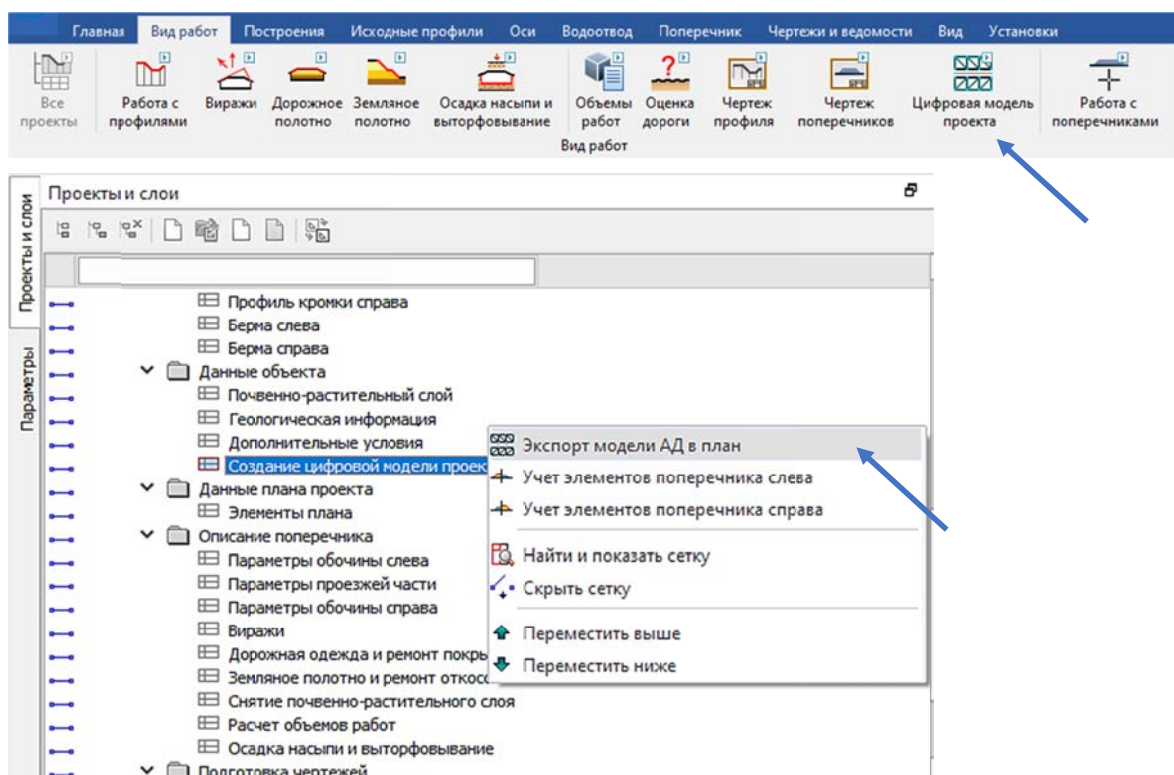 Главная Вид работ Построения Исходные профили Оси Водоотвод Поперечник Чертежи и ведомости Вид Установки
Все проекты
Работа с профилями
Виражи
Дорожное полотно
Земляное полотно
Осадка насыпи и выторфовывание
Объемы работ
Оценка дороги
Чертеж профиля
Чертеж поперечников
Цифровая модель проекта
Работа с поперечниками
Вид работ
Проекты и слои
Проекты и слои
Параметры
Профиль кромки справа
Берма слева
Берма справа
Данные объекта
Почвенно-растительный слой
Геологическая информация
Дополнительные условия
Создание цифровой модели проек
Данные плана проекта
Элементы плана
Описание поперечника
Параметры обочины слева
Параметры проезжей части
Параметры обочины справа
Виражи
Дорожная одежда и ремонт покры
Земляное полотно и ремонт откосо
Снятие почвенно-растительного слоя
Расчет объемов работ
Осадка насыпи и выторфовывание
Подготовка чертежей
Экспорт модели АД в план
Учет элементов поперечника слева
Учет элементов поперечника справа
Найти и показать сетку
Скрыть сетку
Переместить выше
Переместить ниже